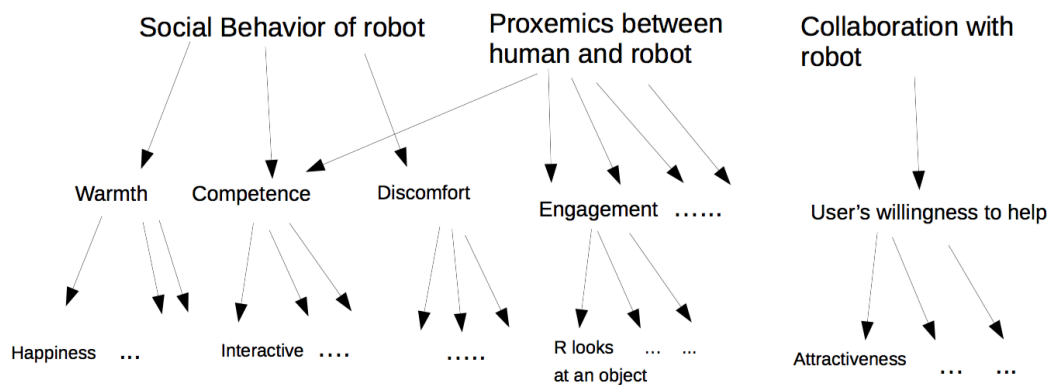 Social Behavior of robot
Proxemics between
human and robot
Collaboration with
robot
Warmth
Competence
Discomfort
Engagement ......
User's willingness to help
Happiness ...
Interactive ....
.....
R looks ... ...
at an object
Attractiveness ... ...